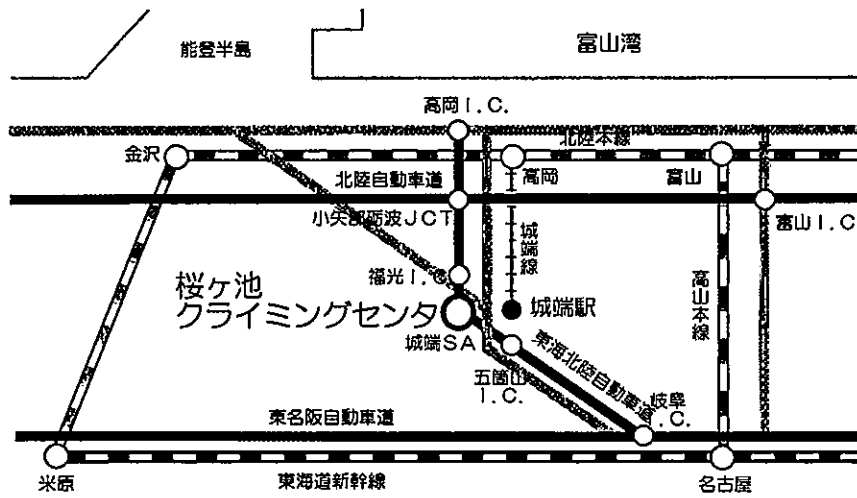 能登半島
富山湾
高岡I.C.
北陸本線
金沢
高岡
富山
北陸自動車道
小矢部砺波JCT
富山I.C
城端線
福光I.C
高山本線
桜ヶ池
クライミングセンタ
城端駅
城端SA
東海北陸自動車道
五箇山
I.C.
岐阜
I.C.
東名阪自動車道
米原
東海道新幹線
名古屋